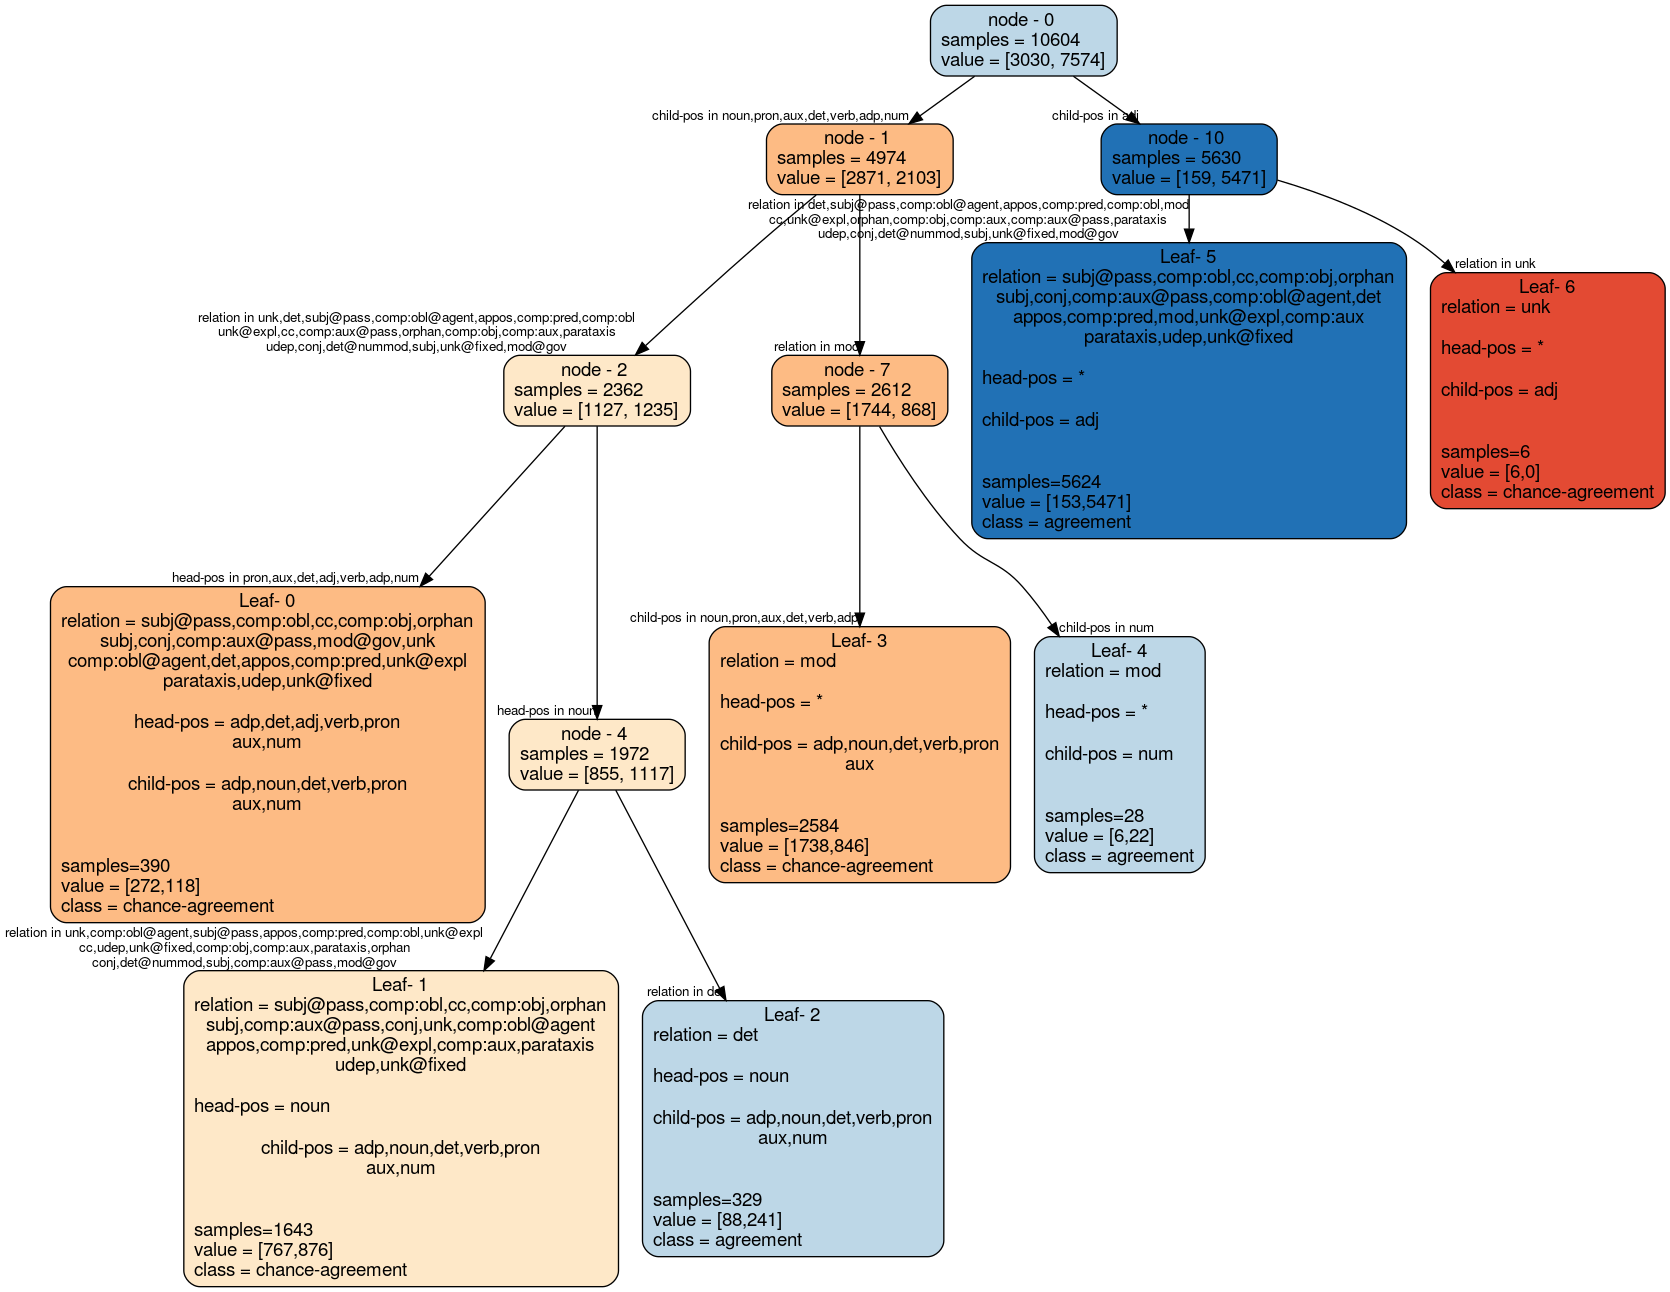 node - 0
samples = 10604
value = [3030, 7574]
child-pos in noun,pron,aux,det,verb,adp,num
child-pos in adj
node - 1
samples = 4974
value = [2871, 2103]
node - 10
samples = 5630
value = [159, 5471]
relation in det,subj@pass,comp:obl@agent,appos,comp:pred,comp:obl,mod
cc,unk@expl,orphan,comp:obj,comp:aux,comp:aux@pass,parataxis
udep,conj,det@nummod,subj,unk@fixed,mod@gov
relation in unk
Leaf- 5
relation = subj@pass,comp:obl,cc,comp:obj,orphan
subj,conj,comp:aux@pass,comp:obl@agent,det
appos,comp:pred,mod,unk@expl,comp:aux
parataxis,udep,unk@fixed
head-pos = *
child-pos = adj
samples=5624
value = [153,5471]
class = agreement
Leaf- 6
relation = unk
head-pos = *
child-pos = adj
samples=6
value = [6,0]
class = chance-agreement
relation in unk,det,subj@pass,comp:obl@agent,appos,comp:pred,comp:obl
unk@expl,cc,comp:aux@pass,orphan,comp:obj,comp:aux,parataxis
udep,conj,det@nummod,subj,unk@fixed,mod@gov
relation in mod
node - 2
samples = 2362
value = [1127, 1235]
node - 7
samples = 2612
value = [1744, 868]
head-pos in pron,aux,det,adj,verb,adp,num
Leaf- 0
relation = subj@pass,comp:obl,cc,comp:obj,orphan
subj,conj,comp:aux@pass,mod@gov,unk
comp:obl@agent,det,appos,comp:pred,unk@expl
parataxis,udep,unk@fixed
head-pos = adp,det,adj,verb,pron
aux,num
child-pos = adp,noun,det,verb,pron
aux,num
samples=390
value = [272,118]
class = chance-agreement
head-pos in noun
node - 4
samples = 1972
value = [855, 1117]
child-pos in noun,pron,aux,det,verb,adp
Leaf- 3
relation = mod
head-pos = *
child-pos = adp,noun,det,verb,pron
aux
samples=2584
value = [1738,846]
class = chance-agreement
child-pos in num
Leaf- 4
relation = mod
head-pos = *
child-pos = num
samples=28
value = [6,22]
class = agreement
relation in unk,comp:obl@agent,subj@pass,appos,comp:pred,comp:obl,unk@expl
cc,udep,unk@fixed,comp:obj,comp:aux,parataxis,orphan
conj,det@nummod,subj,comp:aux@pass,mod@gov
Leaf- 1
relation = subj@pass,comp:obl,cc,comp:obj,orphan
subj,comp:aux@pass,conj,unk,comp:obl@agent
appos,comp:pred,unk@expl,comp:aux,parataxis
udep,unk@fixed
head-pos = noun
child-pos = adp,noun,det,verb,pron
aux,num
samples=1643
value = [767,876]
class = chance-agreement
relation in det
Leaf- 2
relation = det
head-pos = noun
child-pos = adp,noun,det,verb,pron
aux,num
samples=329
value = [88,241]
class = agreement